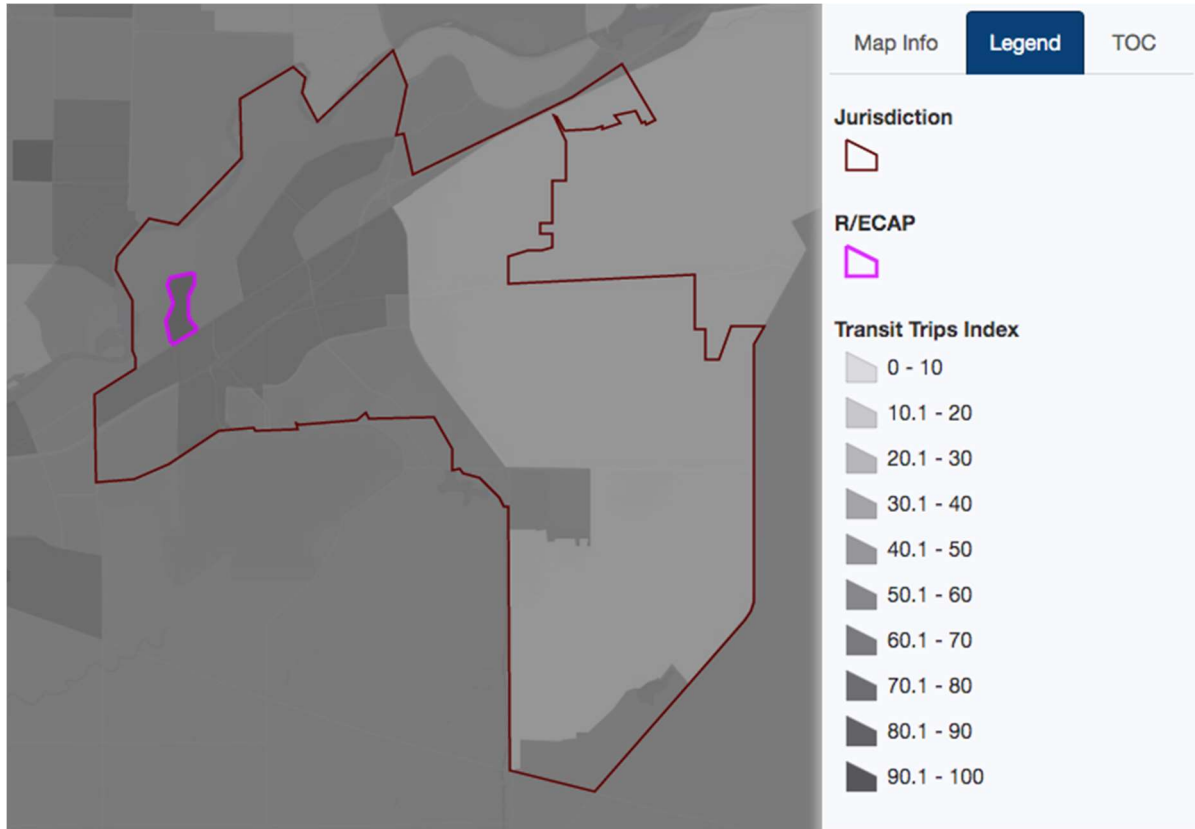 Map Info Legend TOC
Jurisdiction
R/ECAP
Transit Trips Index
0 - 10
10.1 - 20
20.1 - 30
30.1 - 40
40.1 - 50
50.1 - 60
60.1 - 70
70.1 - 80
80.1 - 90
90.1 - 100